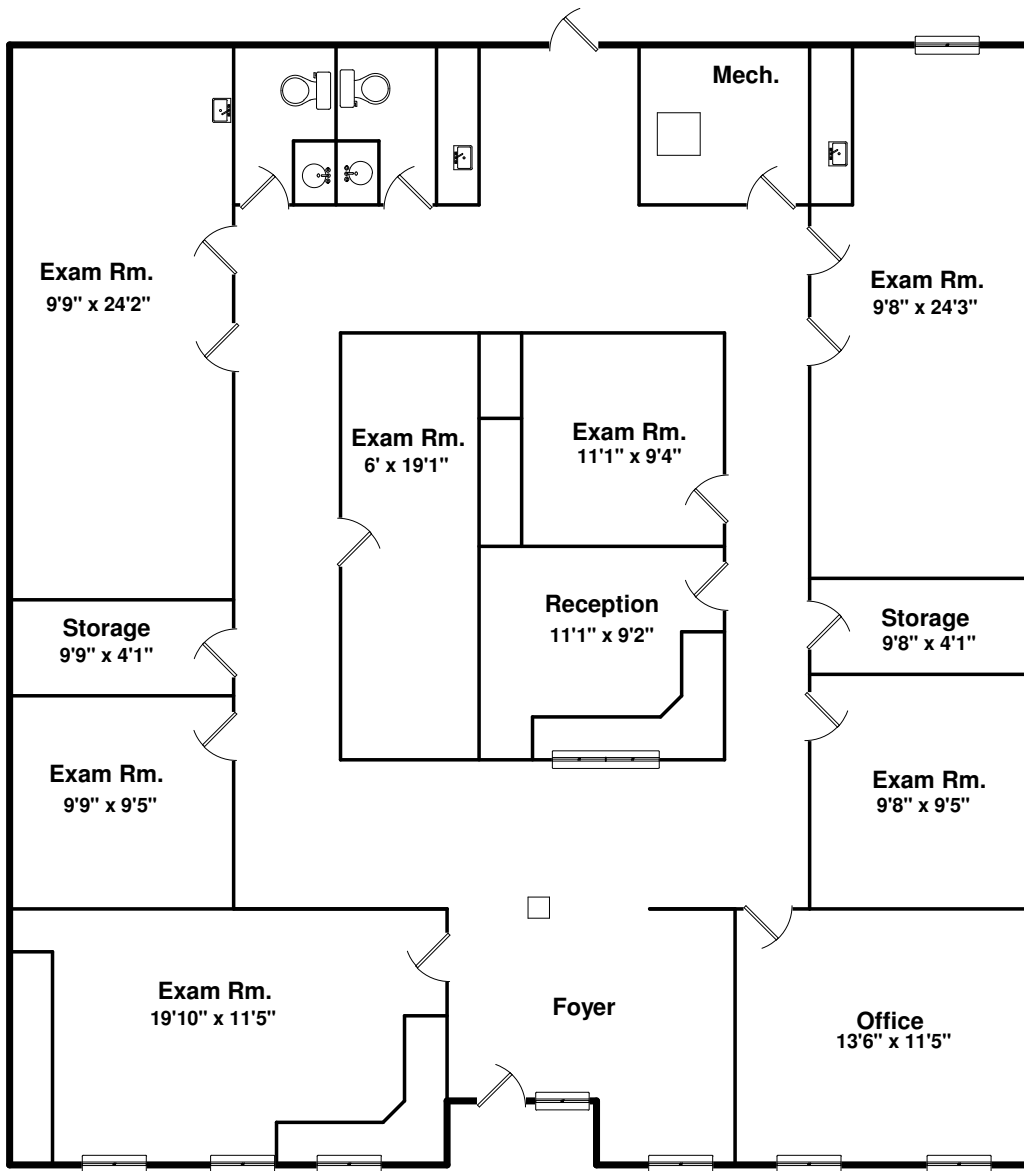 Mech.
Exam Rm.
9'9" x 24'2"
Exam Rm.
9'8" x 24'3"
Exam Rm.
6' x 19'1"
Exam Rm.
11'1" x 9'4"
Reception
11'1" x 9'2"
Storage
9'9" x 4'1"
Storage
9'8" x 4'1"
Exam Rm.
9'9" x 9'5"
Exam Rm.
9'8" x 9'5"
Exam Rm.
19'10" x 11'5"
Foyer
Office
13'6" x 11'5"